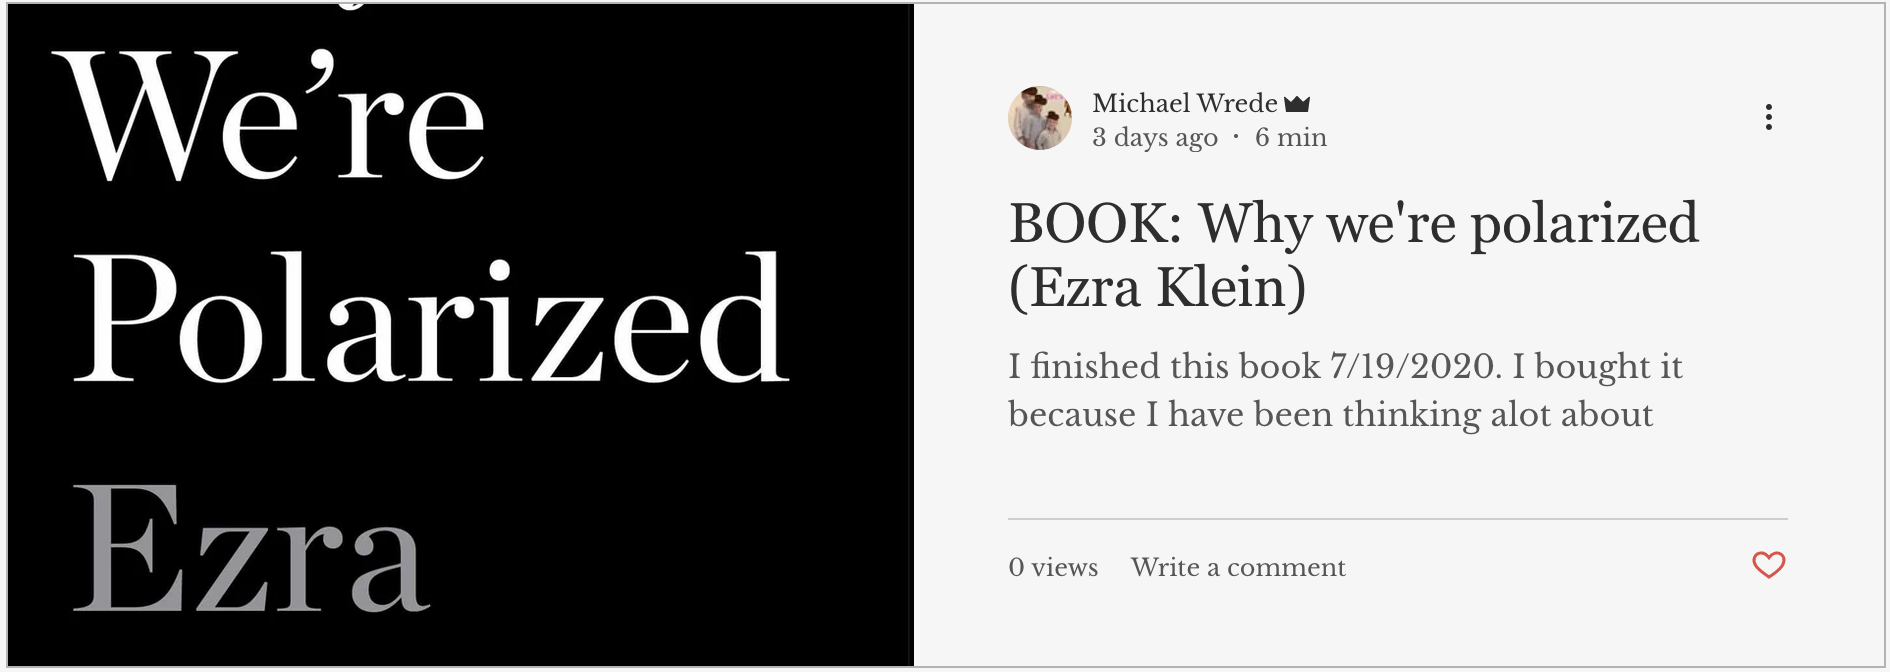 We’re
Polarized
Ezra
Michael Wrede
3 days ago · 6 min
BOOK: Why we're polarized
(Ezra Klein)
I finished this book 7/19/2020. I bought it
because I have been thinking alot about
0 views Write a comment